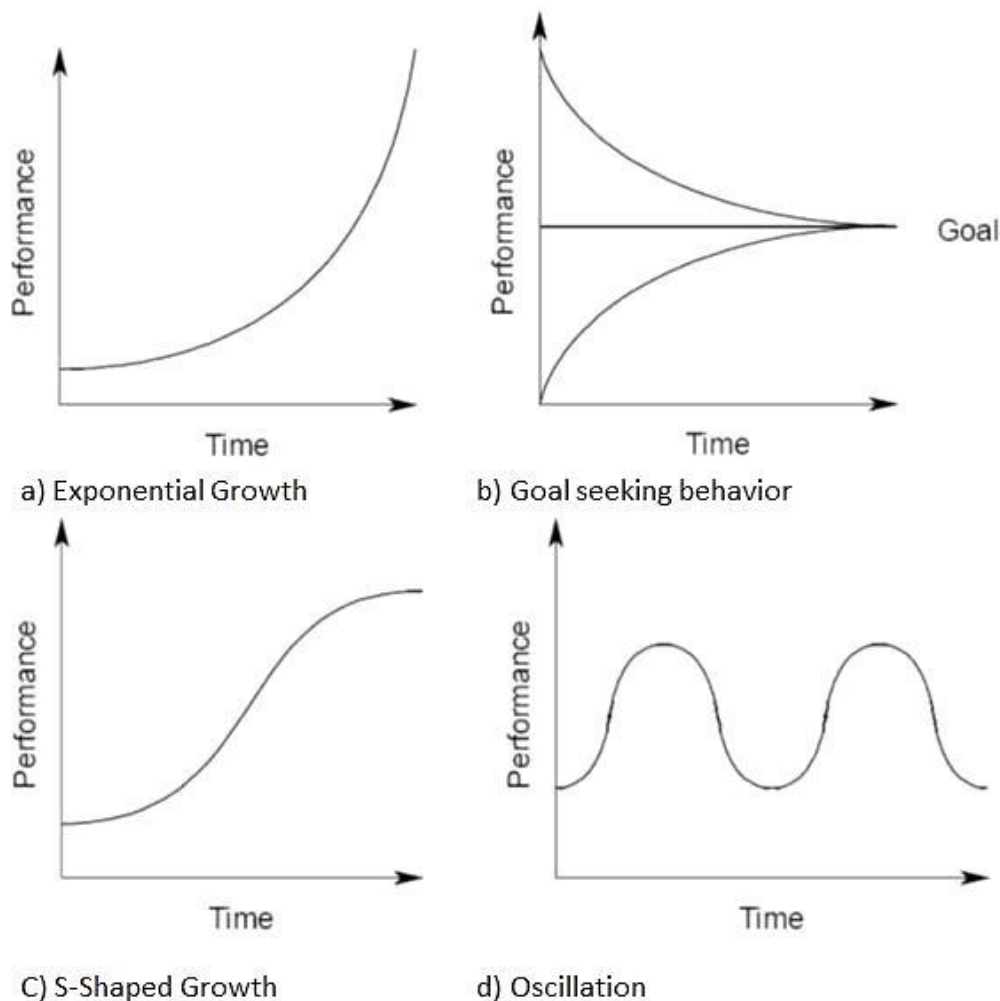 Performance
Time
a) Exponential Growth
Performance
Goal
Time
b) Goal seeking behavior
Performance
Time
C) S-Shaped Growth
Performance
Time
d) Oscillation